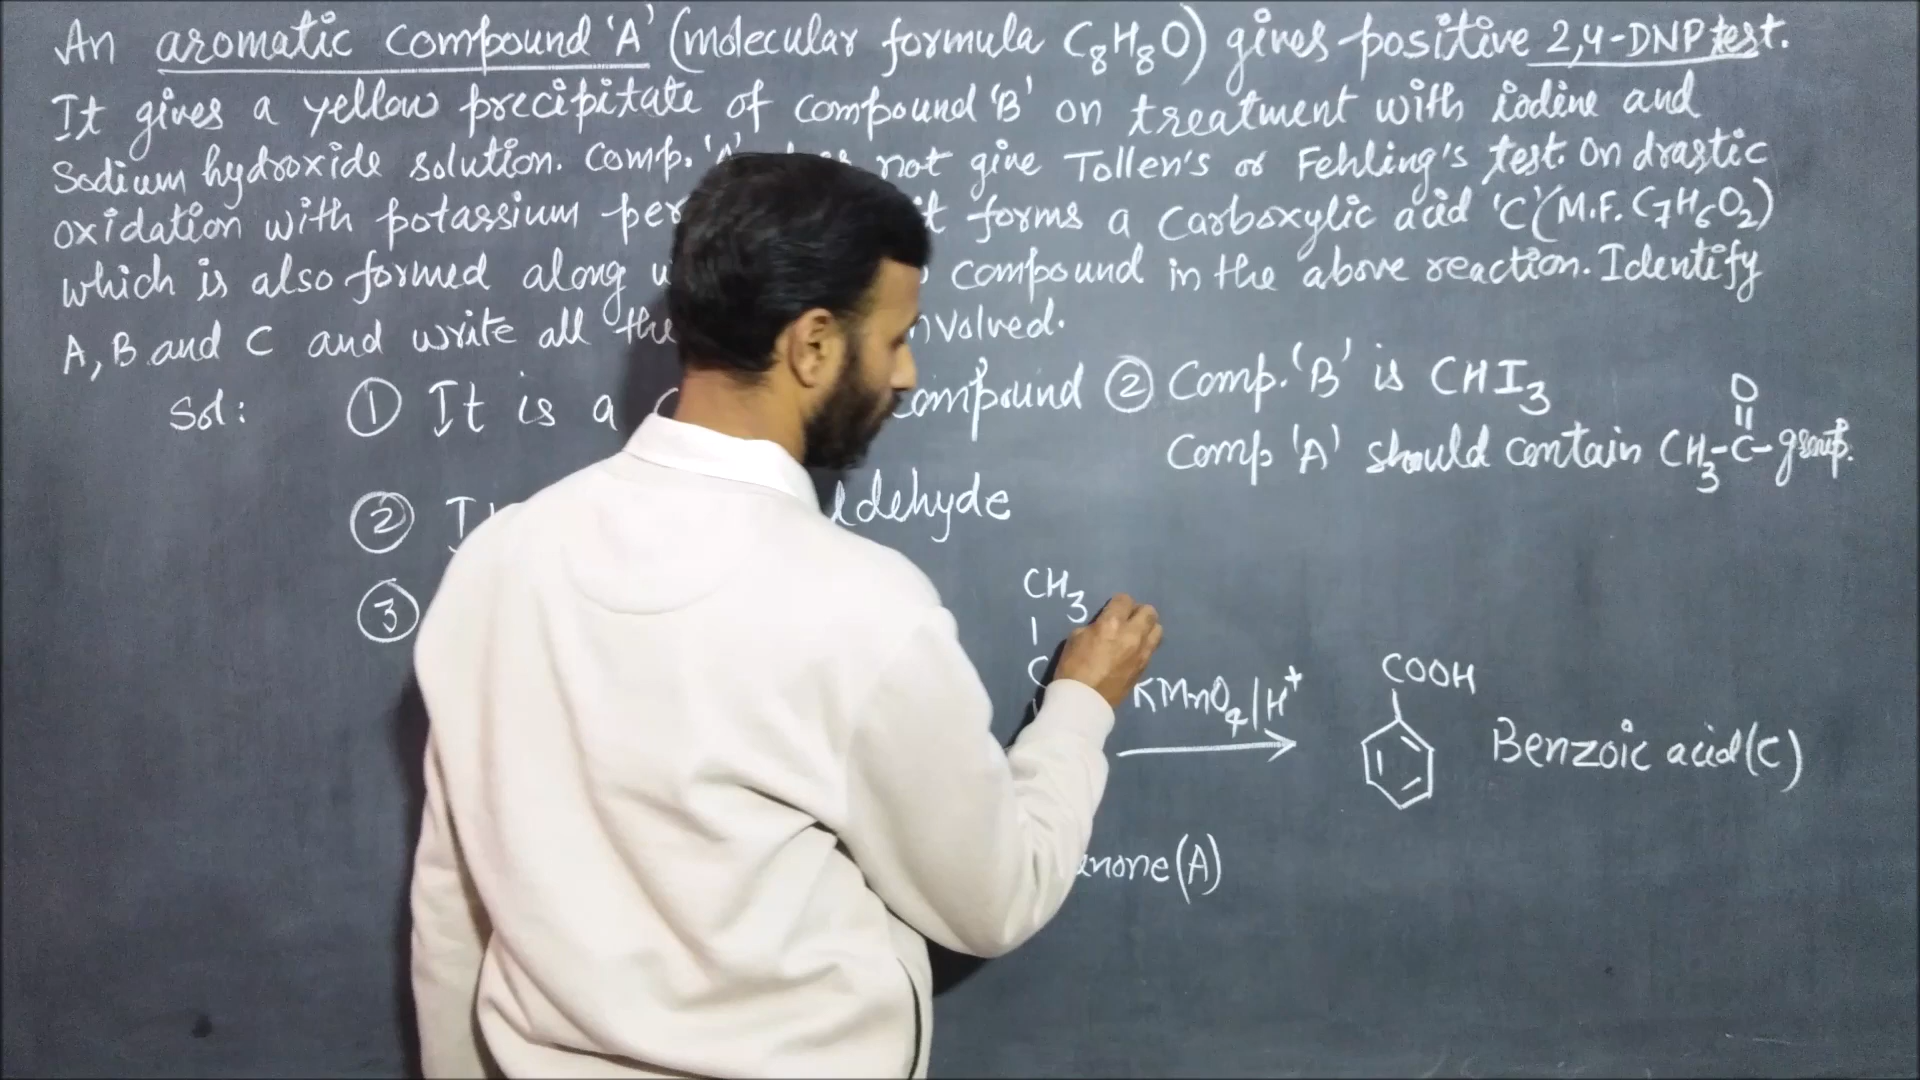 An aromatic compound 'A' (molecular formula C₈H₈O) gives positive 2,4-DNP test.
It gives a yellow precipitate of compound 'B' on treatment with iodine and
Sodium hydroxide solution. Comp. 'A' not give Tollen's or Fehling's test. On drastic
oxidation with potassium per it forms a carboxylic acid 'C' (M.F. C₇H₆O₂)
which is also formed along compound in the above reaction. Identify
A, B and C and write all the involved.
Sol: ① It is a compound ② Comp. 'B' is CHI₃
Comp 'A' should contain CH₃-C-group.
O
||
② aldehyde
③
CH₃
|
C
KMnO₄/H⁺
COOH
Benzoic acid (C)
enone (A)